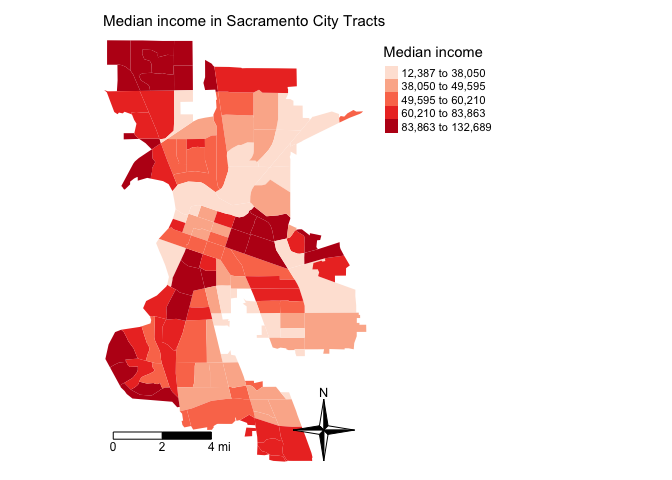 Median income in Sacramento City Tracts
Median income
12,387 to 38,050
38,050 to 49,595
49,595 to 60,210
60,210 to 83,863
83,863 to 132,689
N
0 2 4 mi